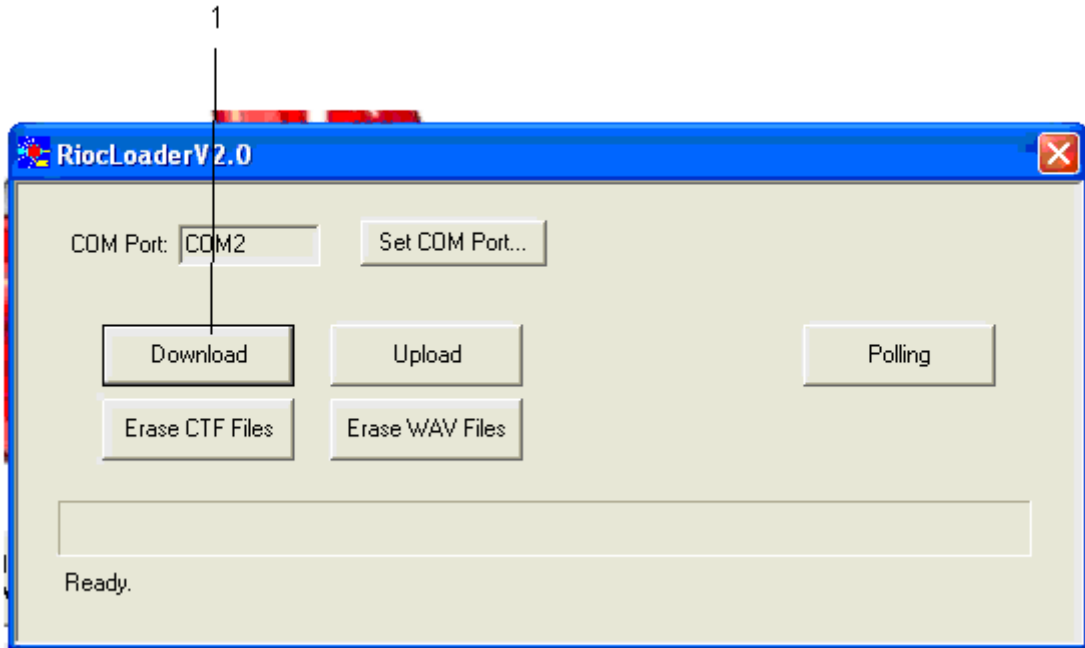 1
RiocLoaderV2.0
COM Port: COM2 Set COM Port...
Download Upload Polling
Erase CTF Files Erase WAV Files
Ready.